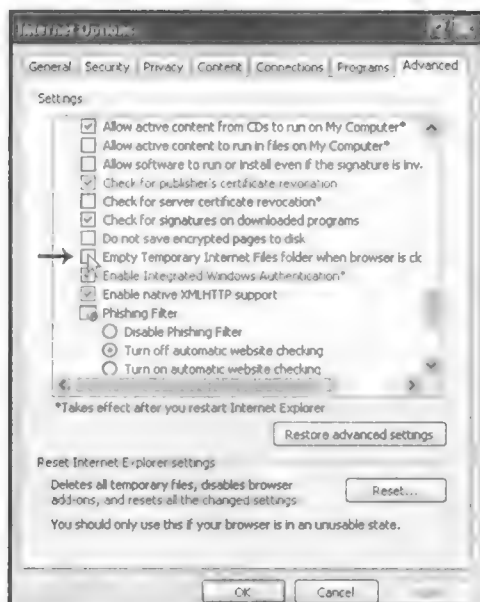 Internet Options
General Security Privacy Content Connections Programs Advanced
Settings
Allow active content from CDs to run on My Computer*
Allow active content to run in files on My Computer*
Allow software to run or install even if the signature is inv.
Check for publisher's certificate revocation
Check for server certificate revocation*
Check for signatures on downloaded programs
Do not save encrypted pages to disk
Empty Temporary Internet Files folder when browser is clo
Enable Integrated Windows Authentication*
Enable native XMLHTTP support
Phishing Filter
Disable Phishing Filter
Turn off automatic website checking
Turn on automatic website checking
*Takes effect after you restart Internet Explorer
Restore advanced settings
Reset Internet Explorer settings
Deletes all temporary files, disables browser
add-ons, and resets all the changed settings
Reset...
You should only use this if your browser is in an unusable state.
OK Cancel